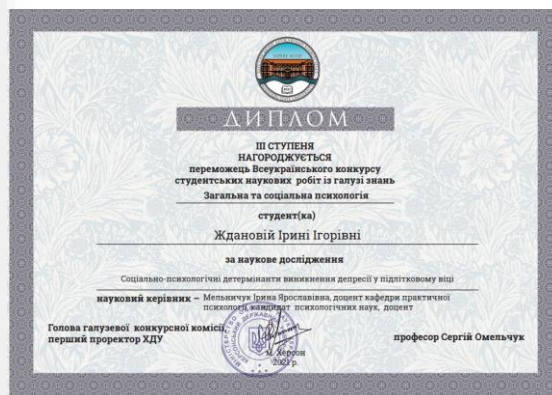 ДИПЛОМ
ІІІ СТУПЕНЯ
НАГОРОДЖУЄТЬСЯ
переможець Всеукраїнського конкурсу
студентських наукових робіт із галузі знань
Загальна та соціальна психологія
студент(ка)
Ждановій Ірині Ігорівні
за наукове дослідження
Соціально-психологічні детермінанти виникнення депресії у підлітковому віці
науковий керівник – Мельничук Ірина Ярославівна, доцент кафедри практичної
психології, кандидат психологічних наук, доцент
Голова галузевої конкурсної комісії,
перший проректор ХДУ
професор Сергій Омельчук
м. Херсон
2021 р.